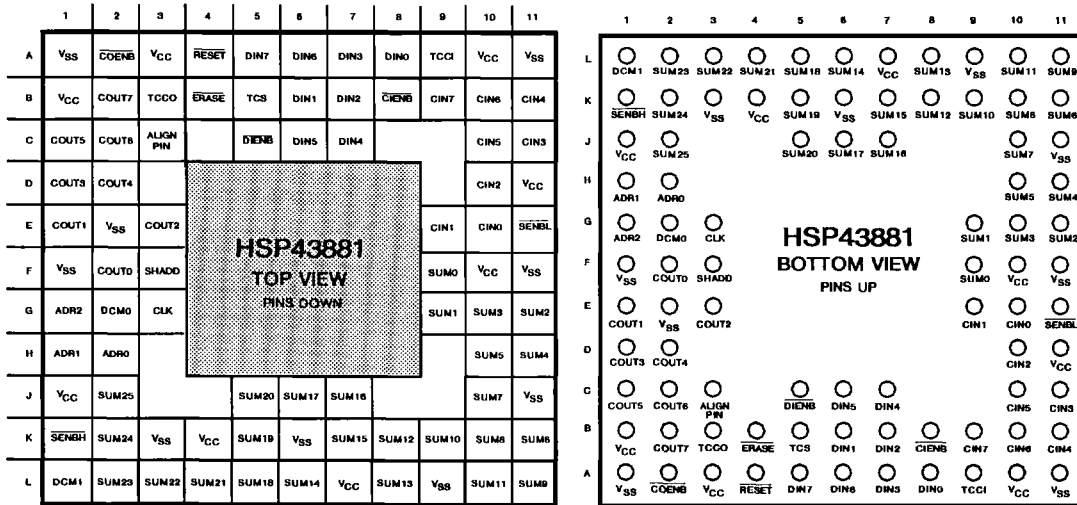 1 2 3 4 5 6 7 8 9 10 11
A VSS COENB VCC RESET DIN7 DIN6 DIN3 DIN0 TCCI VCC VSS
B VCC COUT7 TCCO ERASE TCS DIN1 DIN2 CIENB CIN7 CIN6 CIN4
C COUT5 COUT6 ALIGN PIN DIENB DIN5 DIN4 CIN5 CIN3
D COUT3 COUT4 CIN2 VCC
E COUT1 VSS COUT2 CIN1 CIN0 SENBL
F VSS COUT0 SHADD SUM0 VCC VSS
G ADR2 DCM0 CLK SUM1 SUM3 SUM2
H ADR1 ADR0 SUM5 SUM4
J VCC SUM25 SUM20 SUM17 SUM16 SUM7 VSS
K SENBH SUM24 VSS VCC SUM19 VSS SUM15 SUM12 SUM10 SUM8 SUM6
L DCM1 SUM23 SUM22 SUM21 SUM18 SUM14 VCC SUM13 VSS SUM11 SUM9
HSP43881
TOP VIEW
PINS DOWN
1 2 3 4 5 6 7 8 9 10 11
L DCM1 SUM23 SUM22 SUM21 SUM18 SUM14 VCC SUM13 VSS SUM11 SUM9
K SENBH SUM24 VSS VCC SUM19 VSS SUM15 SUM12 SUM10 SUM8 SUM6
J VCC SUM25 SUM20 SUM17 SUM16 SUM7 VSS
H ADR1 ADR0 SUM5 SUM4
G ADR2 DCM0 CLK SUM1 SUM3 SUM2
F VSS COUT0 SHADD SUM0 VCC VSS
E COUT1 VSS COUT2 CIN1 CIN0 SENBL
D COUT3 COUT4 CIN2 VCC
C COUT5 COUT6 ALIGN PIN DIENB DIN5 DIN4 CIN5 CIN3
B VCC COUT7 TCCO ERASE TCS DIN1 DIN2 CIENB CIN7 CIN6 CIN4
A VSS COENB VCC RESET DIN7 DIN6 DIN3 DIN0 TCCI VCC VSS
HSP43881
BOTTOM VIEW
PINS UP